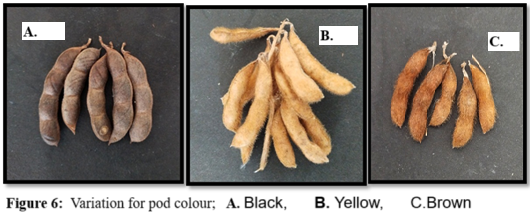 A.
B.
C.
Figure 6: Variation for pod colour; A. Black, B. Yellow, C.Brown